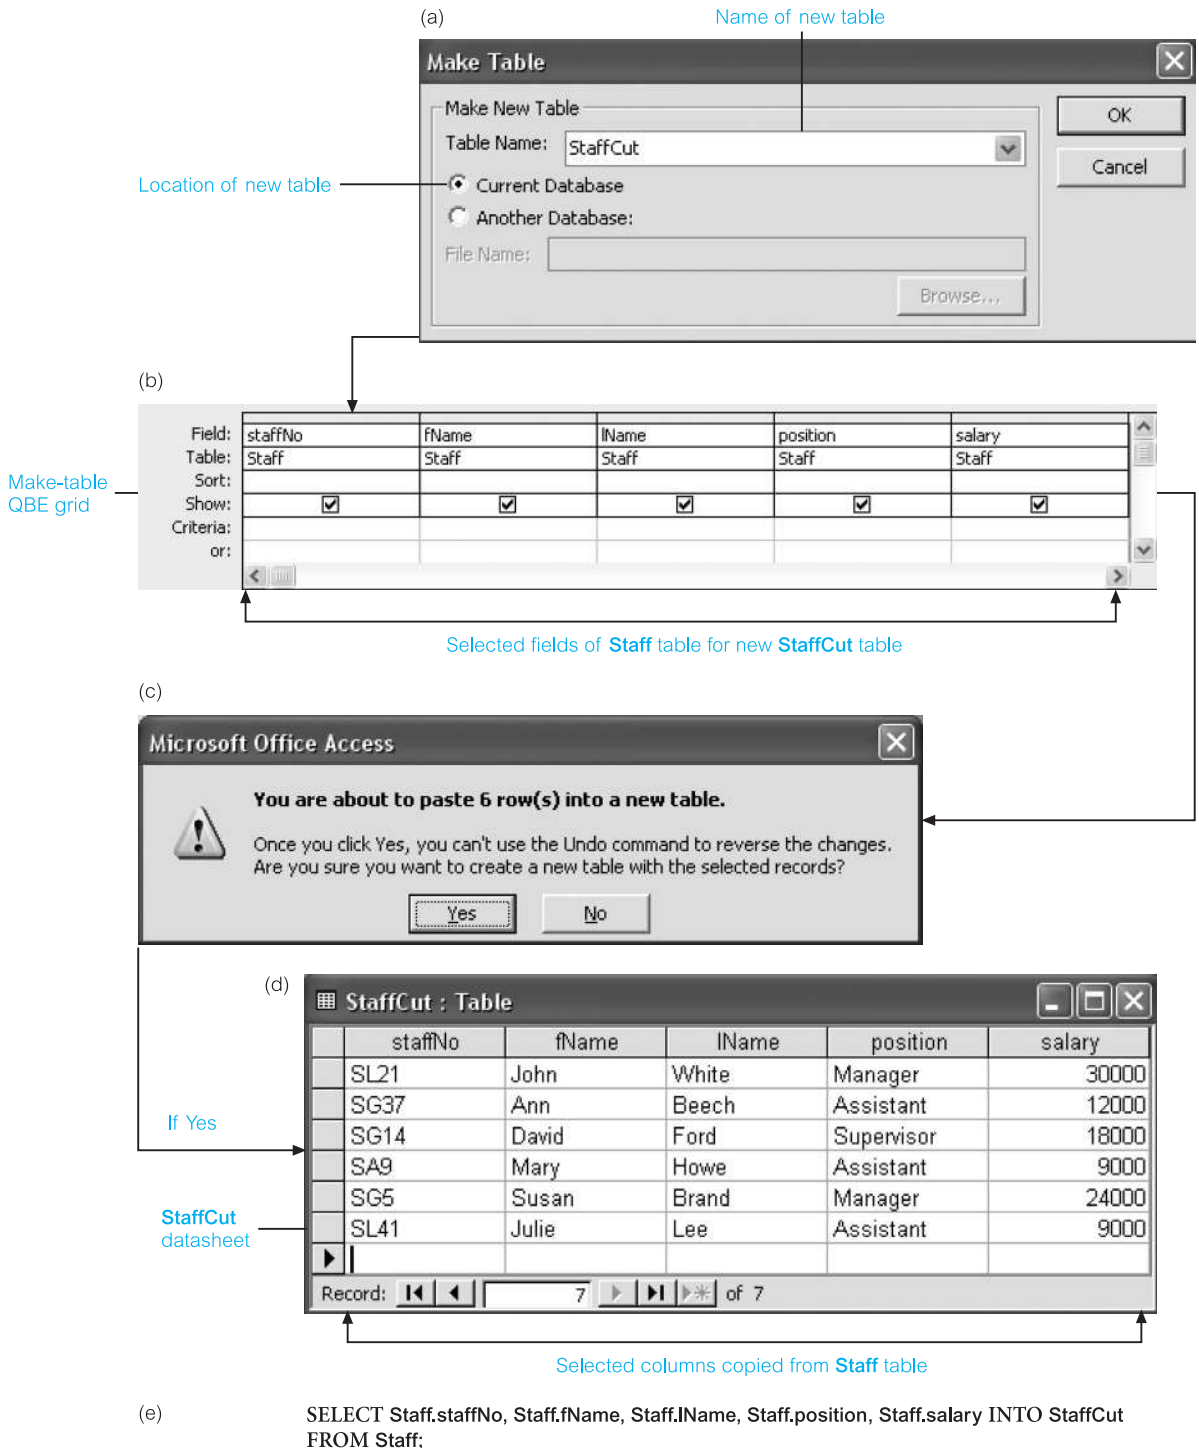 (a)
Name of new table
Make Table
Make New Table
Table Name: StaffCut
OK
Cancel
Location of new table
Current Database
Another Database:
File Name:
Browse...
(b)
Field: staffNo fName lName position salary
Table: Staff Staff Staff Staff Staff
Sort:
Show:
Criteria:
or:
Make-table
QBE grid
Selected fields of Staff table for new StaffCut table
(c)
Microsoft Office Access
You are about to paste 6 row(s) into a new table.
Once you click Yes, you can't use the Undo command to reverse the changes.
Are you sure you want to create a new table with the selected records?
Yes No
(d)
StaffCut : Table
staffNo fName lName position salary
SL21 John White Manager 30000
SG37 Ann Beech Assistant 12000
SG14 David Ford Supervisor 18000
SA9 Mary Howe Assistant 9000
SG5 Susan Brand Manager 24000
SL41 Julie Lee Assistant 9000
If Yes
StaffCut
datasheet
Record: 7 of 7
Selected columns copied from Staff table
(e)
SELECT Staff.staffNo, Staff.fName, Staff.lName, Staff.position, Staff.salary INTO StaffCut
FROM Staff;